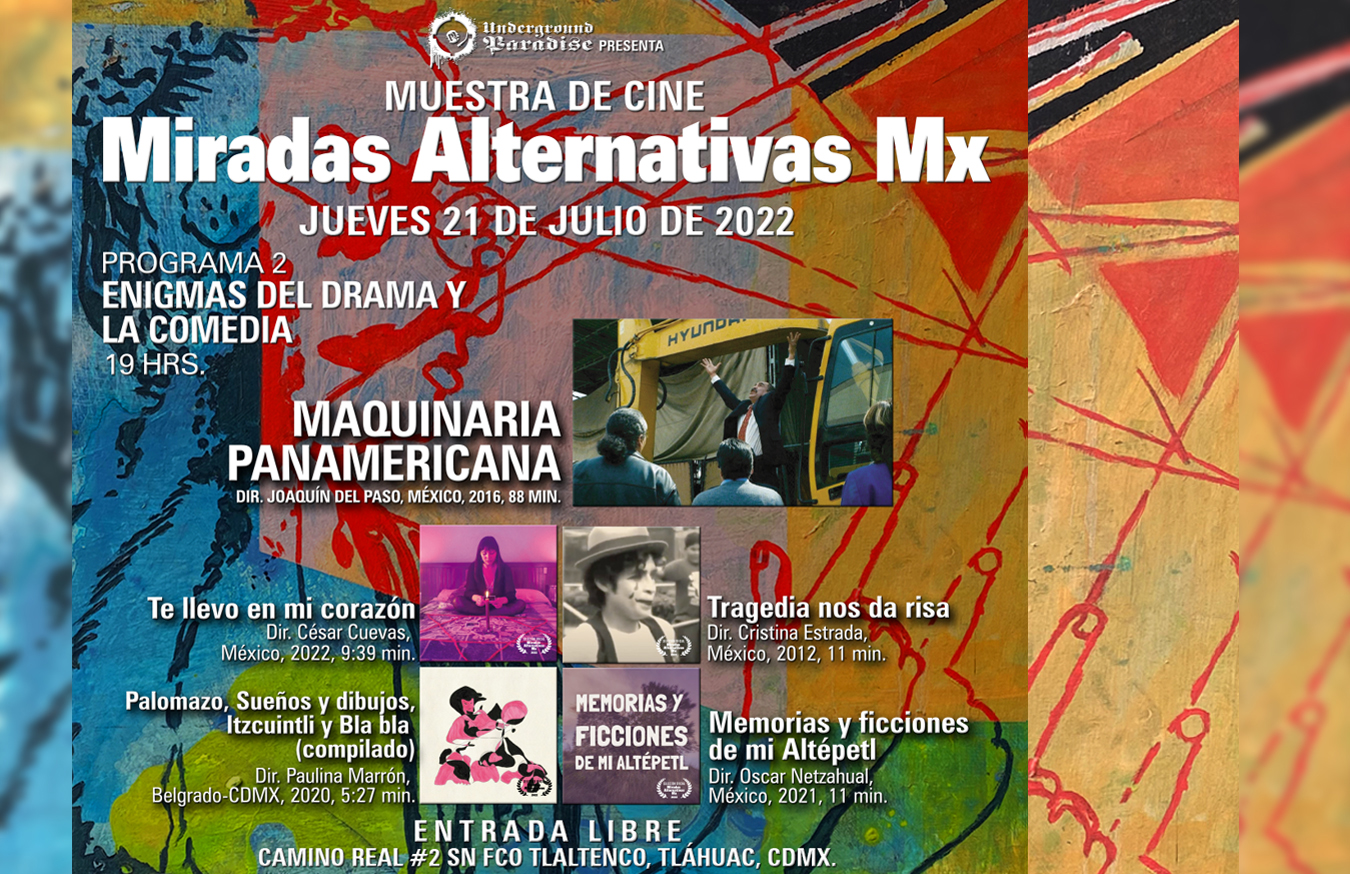 Underground
Paradise PRESENTA
MUESTRA DE CINE
Miradas Alternativas Mx
JUEVES 21 DE JULIO DE 2022
PROGRAMA 2
ENIGMAS DEL DRAMA Y
LA COMEDIA
19 HRS.
HYUNDAI
MAQUINARIA
PANAMERICANA
DIR. JOAQUÍN DEL PASO, MÉXICO, 2016, 88 MIN.
Te llevo en mi corazón
Dir. César Cuevas,
México, 2022, 9:39 min.
Tragedia nos da risa
Dir. Cristina Estrada,
México, 2012, 11 min.
Palomazo, Sueños y dibujos,
Itzcuintli y Bla bla
(compilado)
Dir. Paulina Marrón,
Belgrado-CDMX, 2020, 5:27 min.
MEMORIAS Y
FICCIONES
DE MI ALTÉPETL
Memorias y ficciones
de mi Altépetl
Dir. Oscar Netzahual,
México, 2021, 11 min.
ENTRADA LIBRE
CAMINO REAL #2 SN FCO TLALTENCO, TLÁHUAC, CDMX.